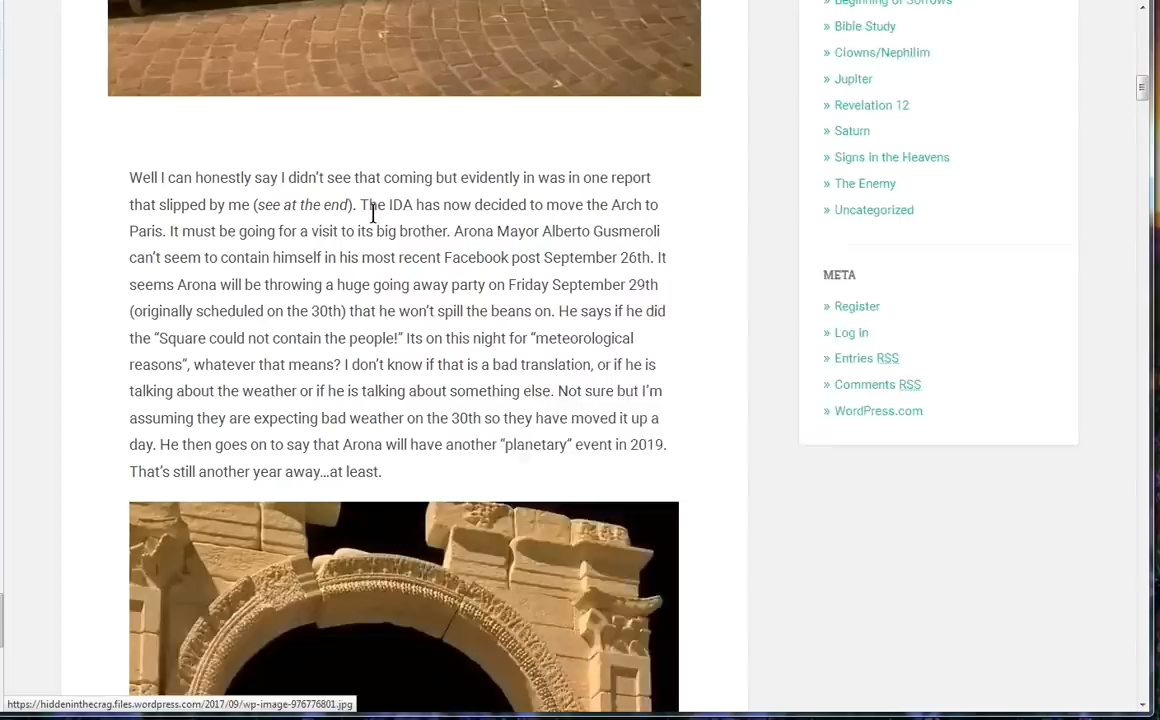 Beginning of Sorrows
Bible Study
Clowns/Nephilim
Jupiter
Revelation 12
Saturn
Signs in the Heavens
The Enemy
Uncategorized
META
Register
Log in
Entries RSS
Comments RSS
WordPress.com
Well I can honestly say I didn't see that coming but evidently in was in one report
that slipped by me (see at the end). The IDA has now decided to move the Arch to
Paris. It must be going for a visit to its big brother. Arona Mayor Alberto Gusmeroli
can't seem to contain himself in his most recent Facebook post September 26th. It
seems Arona will be throwing a huge going away party on Friday September 29th
(originally scheduled on the 30th) that he won't spill the beans on. He says if he did
the “Square could not contain the people!” Its on this night for “meteorological
reasons”, whatever that means? I don't know if that is a bad translation, or if he is
talking about the weather or if he is talking about something else. Not sure but I'm
assuming they are expecting bad weather on the 30th so they have moved it up a
day. He then goes on to say that Arona will have another “planetary” event in 2019.
That's still another year away…at least.
https://hiddeninthecrag.files.wordpress.com/2017/09/wp-image-976776801.jpg